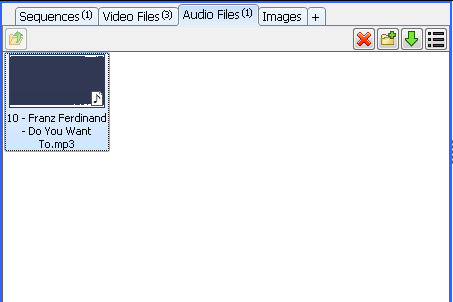 Sequences (1) Video Files (3) Audio Files (1) Images +
10 - Franz Ferdinand
- Do You Want
To.mp3